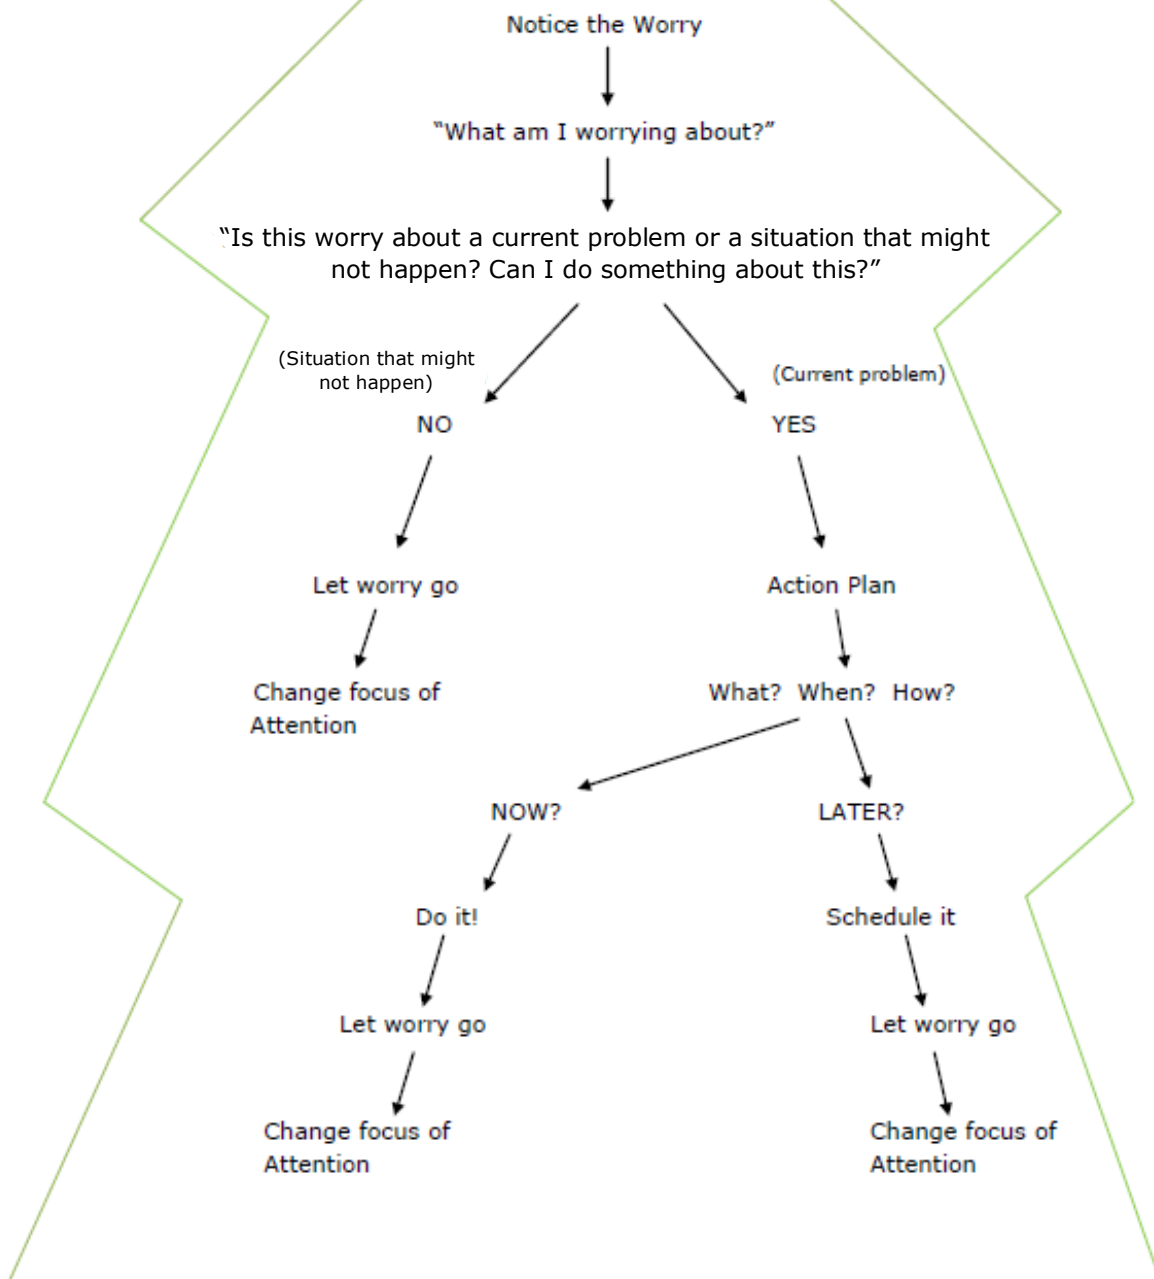 Notice the Worry
“What am I worrying about?”
“Is this worry about a current problem or a situation that might
not happen? Can I do something about this?”
(Situation that might
not happen)
(Current problem)
NO
YES
Let worry go
Action Plan
Change focus of
Attention
What? When? How?
NOW?
LATER?
Do it!
Schedule it
Let worry go
Let worry go
Change focus of
Attention
Change focus of
Attention